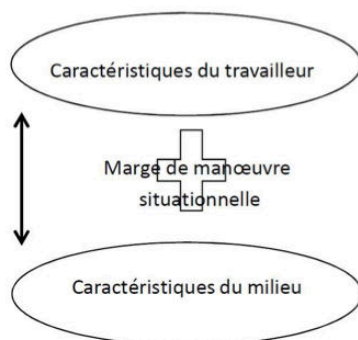 Caractéristiques du travailleur
Marge de manœuvre
situationnelle
Caractéristiques du milieu